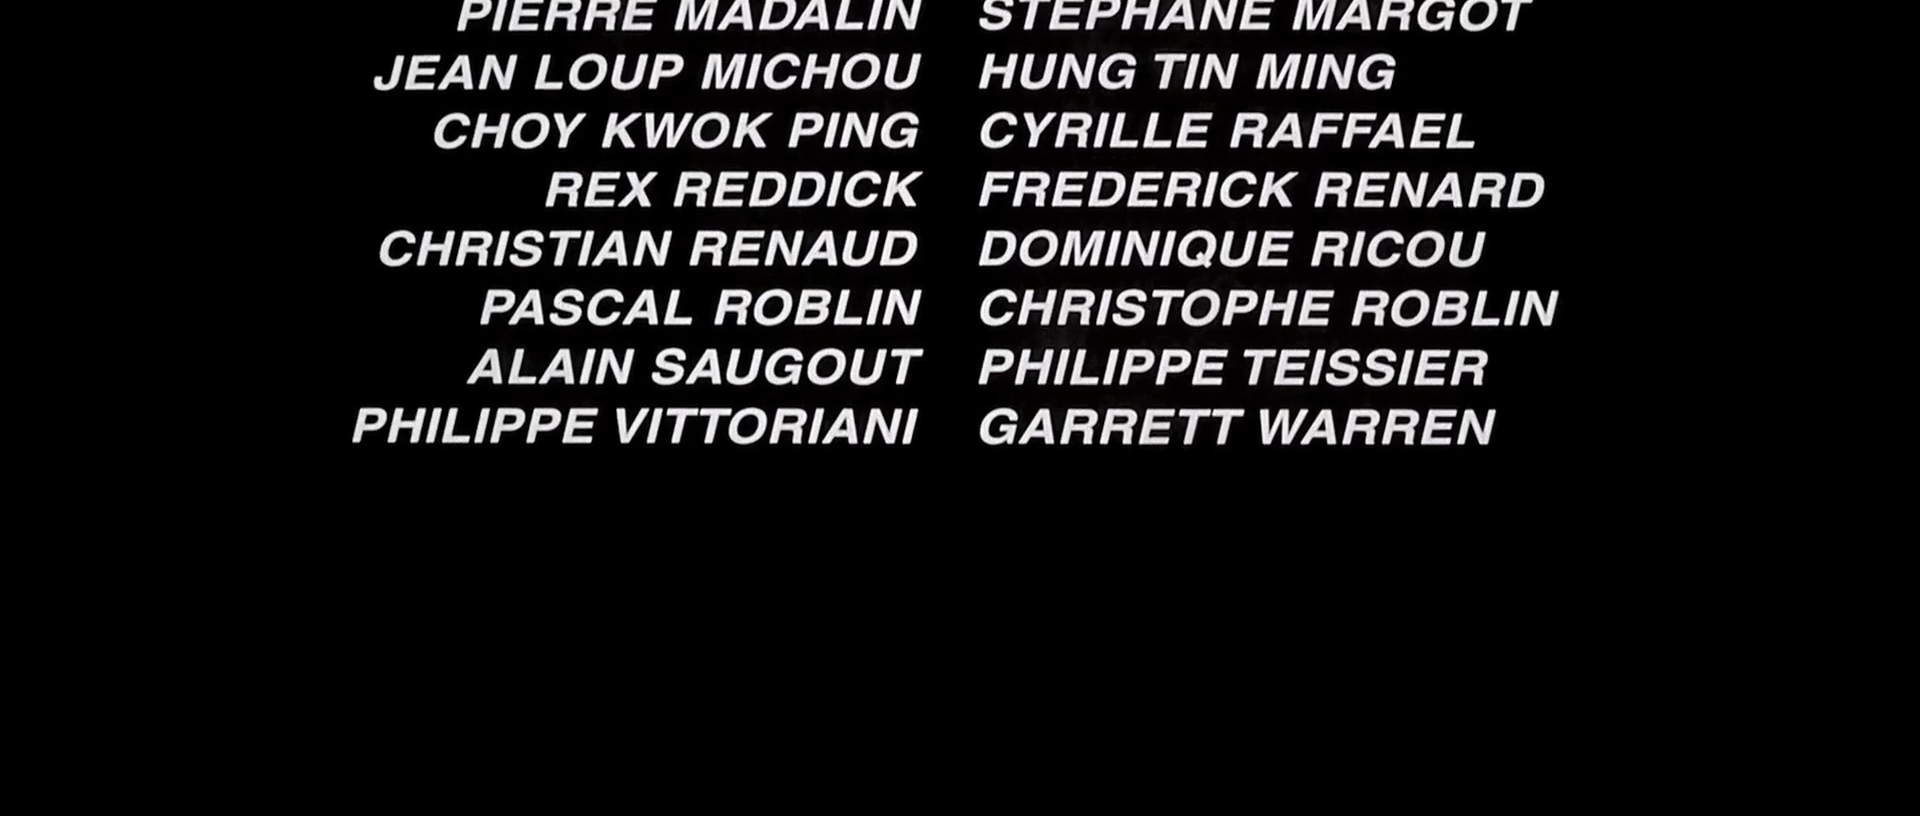 PIERRE MADALIN STEPHANE MARGOT
JEAN LOUP MICHOU HUNG TIN MING
CHOY KWOK PING CYRILLE RAFFAEL
REX REDDICK FREDERICK RENARD
CHRISTIAN RENAUD DOMINIQUE RICOU
PASCAL ROBLIN CHRISTOPHE ROBLIN
ALAIN SAUGOUT PHILIPPE TEISSIER
PHILIPPE VITTORIANI GARRETT WARREN